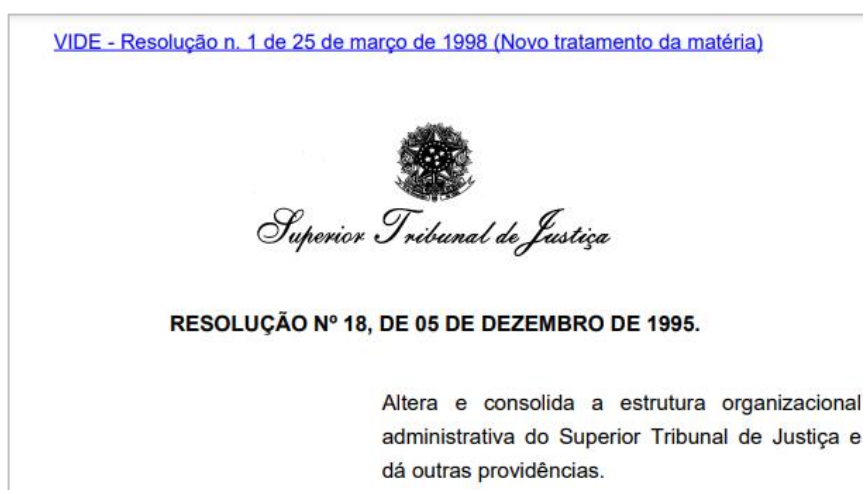 VIDE - Resolução n. 1 de 25 de março de 1998 (Novo tratamento da matéria)
Superior Tribunal de Justiça
RESOLUÇÃO Nº 18, DE 05 DE DEZEMBRO DE 1995.
Altera e consolida a estrutura organizacional
administrativa do Superior Tribunal de Justiça e
dá outras providências.